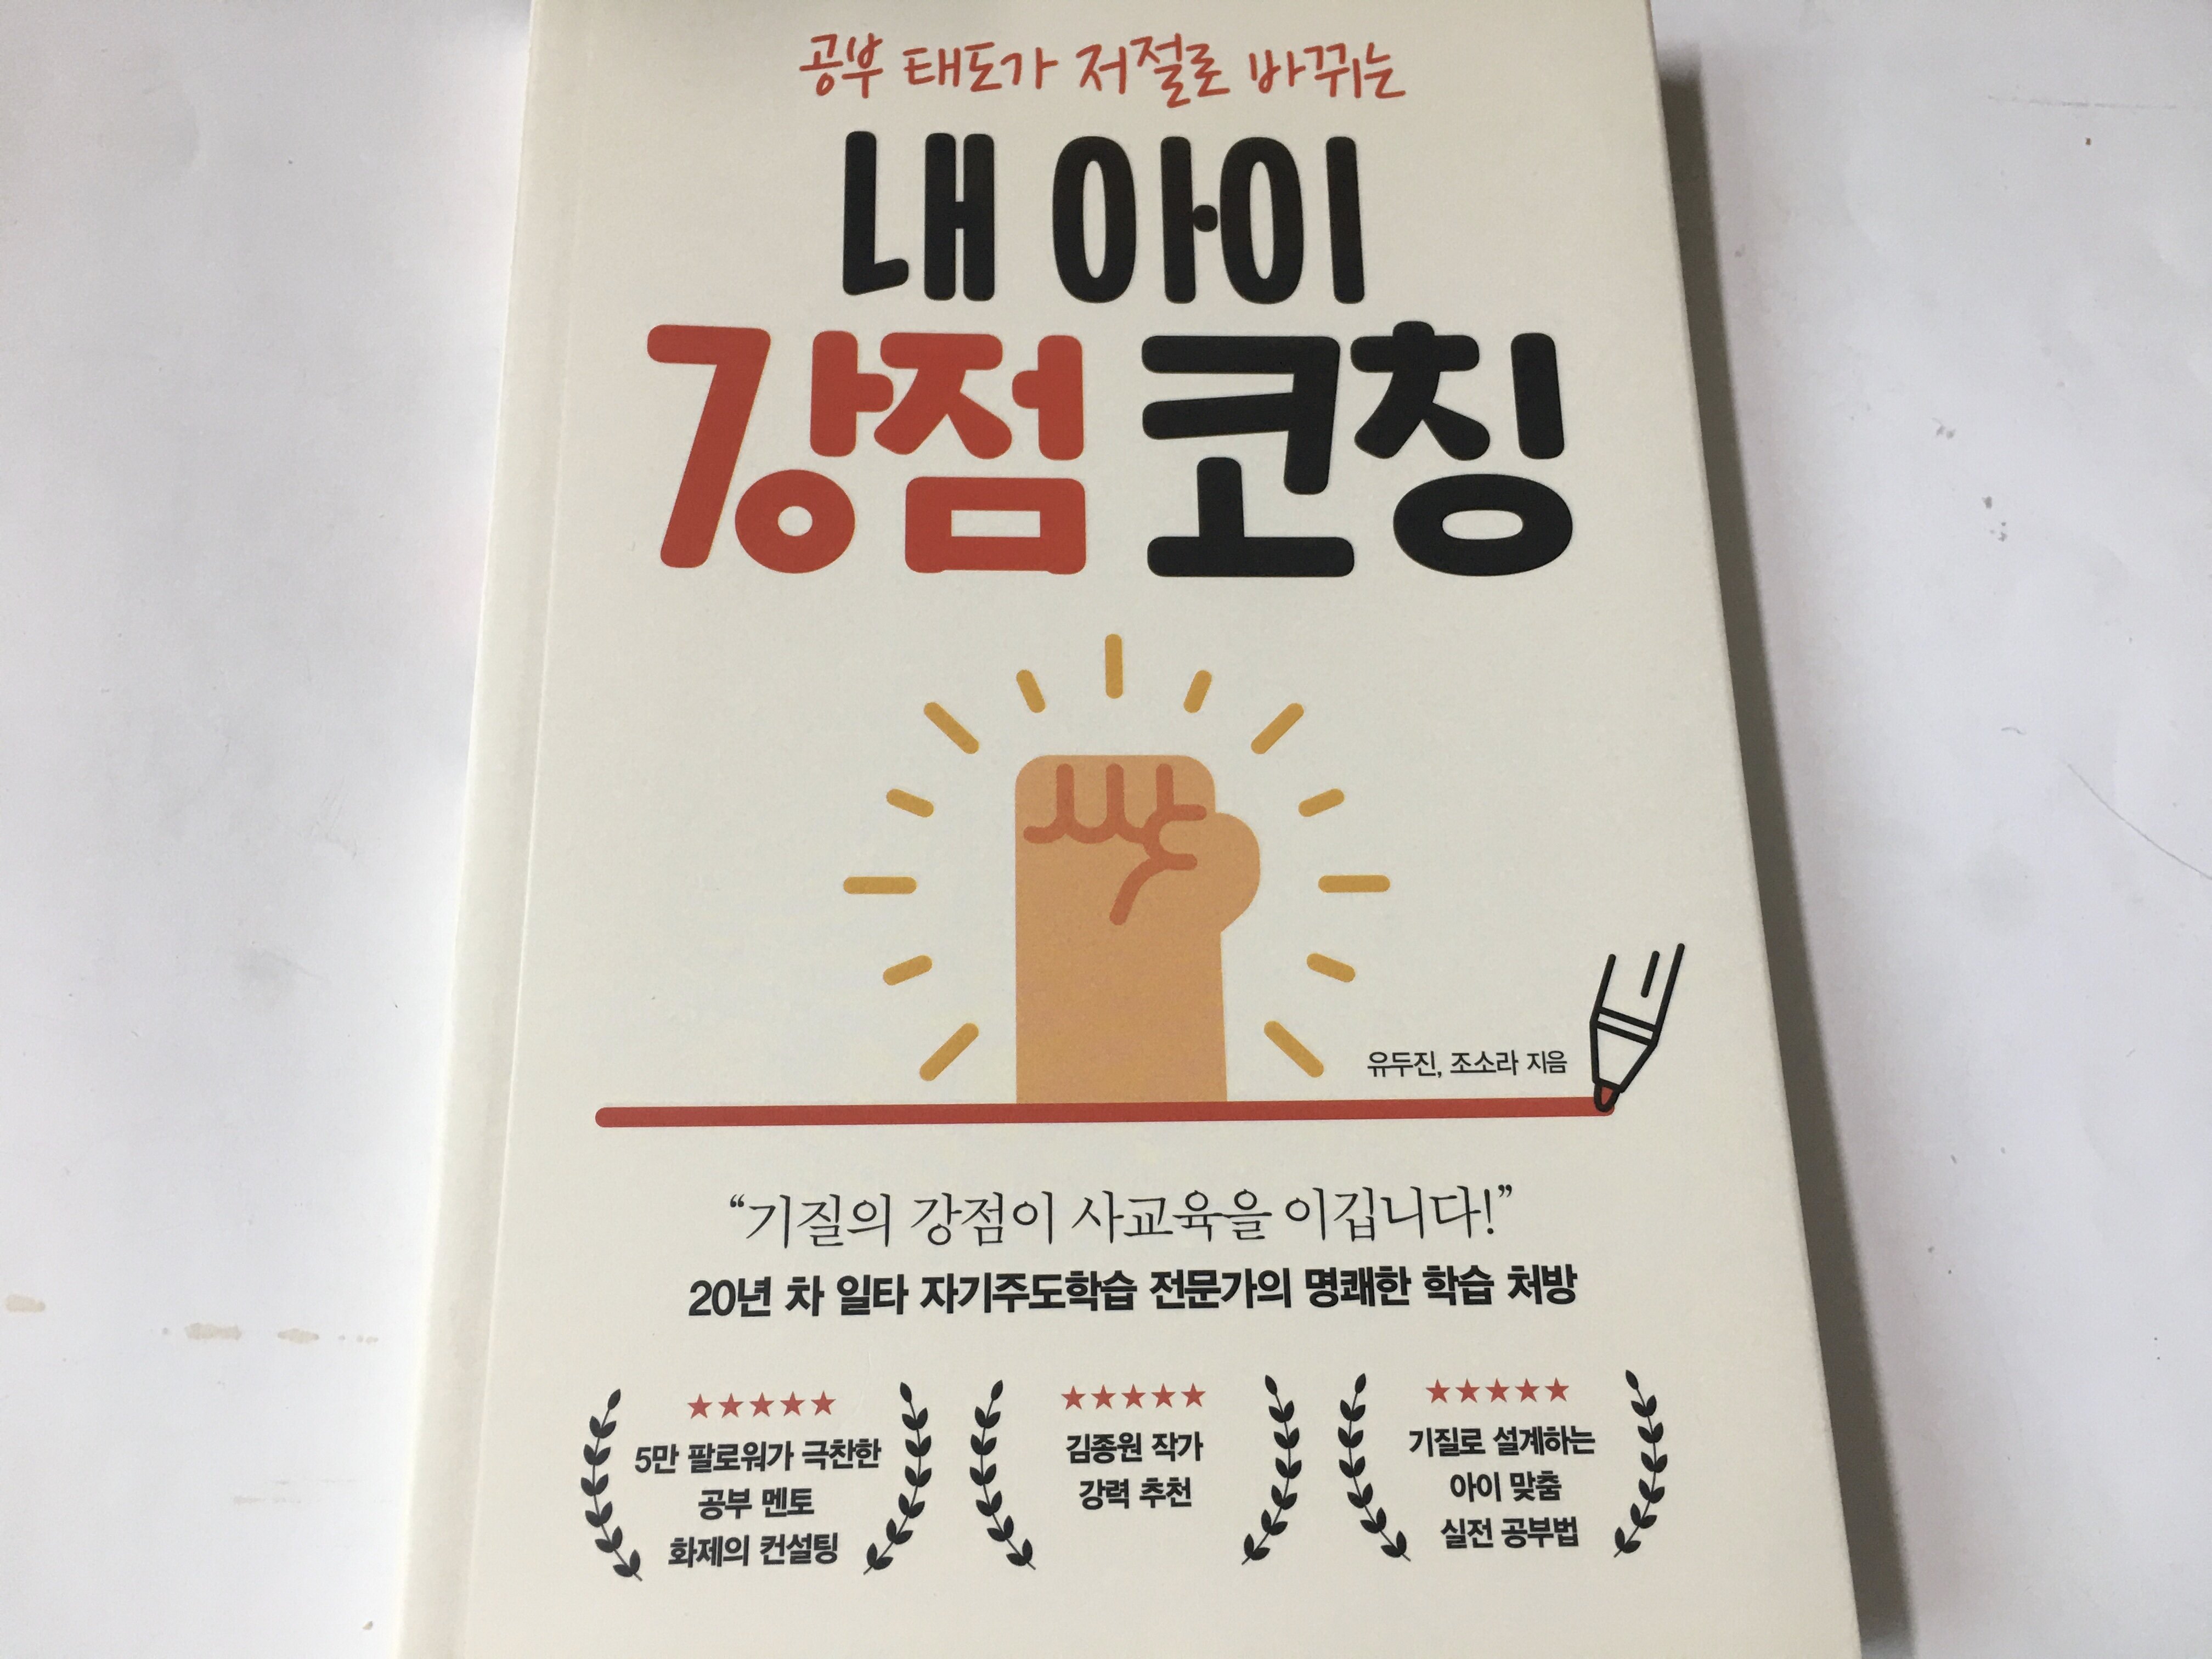 공부 태도가 저절로 바뀌는
내 아이
강점 코칭
유두진, 조소라 지음
“기질의 강점이 사교육을 이깁니다!”
20년 차 일타 자기주도학습 전문가의 명쾌한 학습 처방
★★★★★
5만 팔로워가 극찬한
공부 멘토
화제의 컨설팅
★★★★★
김종원 작가
강력 추천
★★★★★
기질로 설계하는
아이 맞춤
실전 공부법